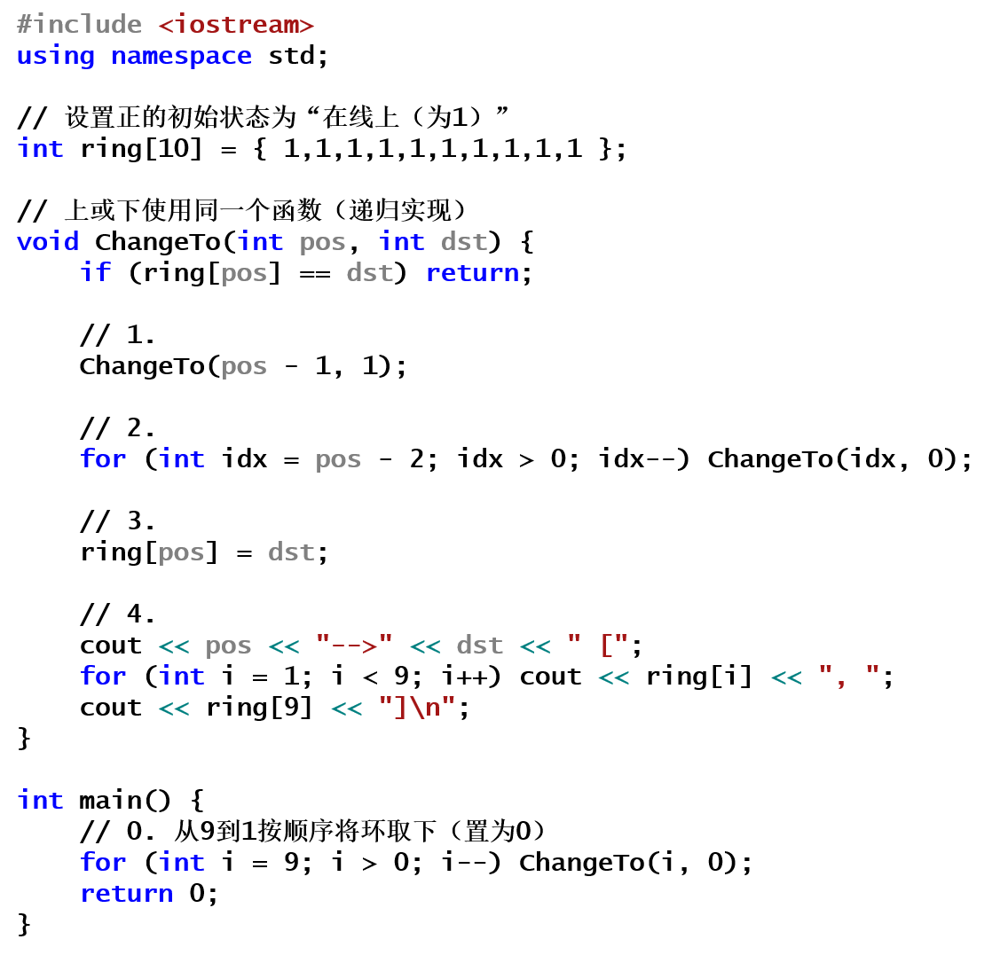 #include <iostream>
using namespace std;
// 设置正的初始状态为“在线上（为1）”
int ring[10] = { 1,1,1,1,1,1,1,1,1,1 };
// 上或下使用同一个函数（递归实现）
void ChangeTo(int pos, int dst) {
    if (ring[pos] == dst) return;
    // 1.
    ChangeTo(pos - 1, 1);
    // 2.
    for (int idx = pos - 2; idx > 0; idx--) ChangeTo(idx, 0);
    // 3.
    ring[pos] = dst;
    // 4.
    cout << pos << "-->" << dst << " [";
    for (int i = 1; i < 9; i++) cout << ring[i] << ", ";
    cout << ring[9] << "]\n";
}
int main() {
    // 0. 从9到1按顺序将环取下（置为0）
    for (int i = 9; i > 0; i--) ChangeTo(i, 0);
    return 0;
}